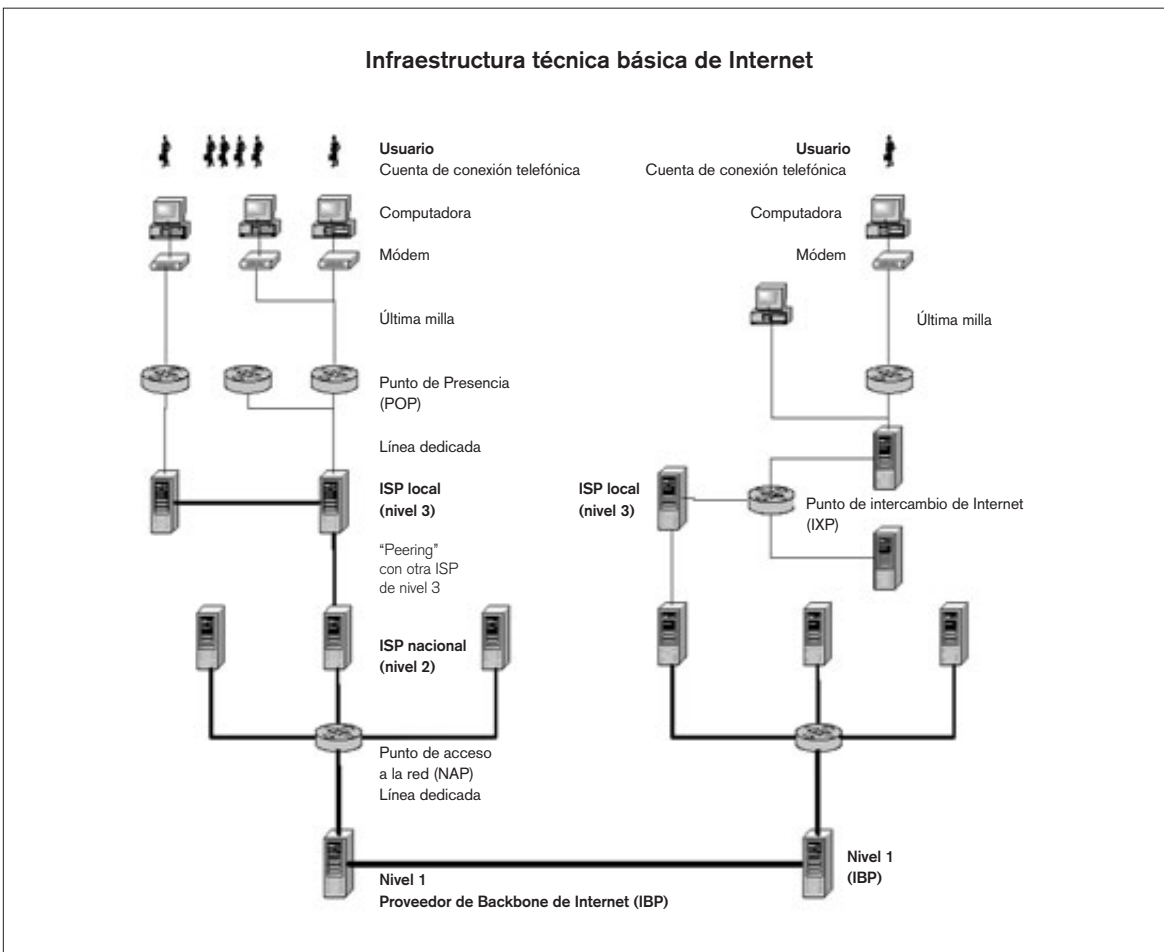 Infraestructura técnica básica de Internet
Usuario
Cuenta de conexión telefónica
Computadora
Módem
Última milla
Punto de Presencia
(POP)
Línea dedicada
ISP local
(nivel 3)
“Peering”
con otra ISP
de nivel 3
ISP nacional
(nivel 2)
Punto de acceso
a la red (NAP)
Línea dedicada
Nivel 1
Proveedor de Backbone de Internet (IBP)
Usuario
Cuenta de conexión telefónica
Computadora
Módem
Última milla
ISP local
(nivel 3)
Punto de intercambio de Internet
(IXP)
Nivel 1
(IBP)